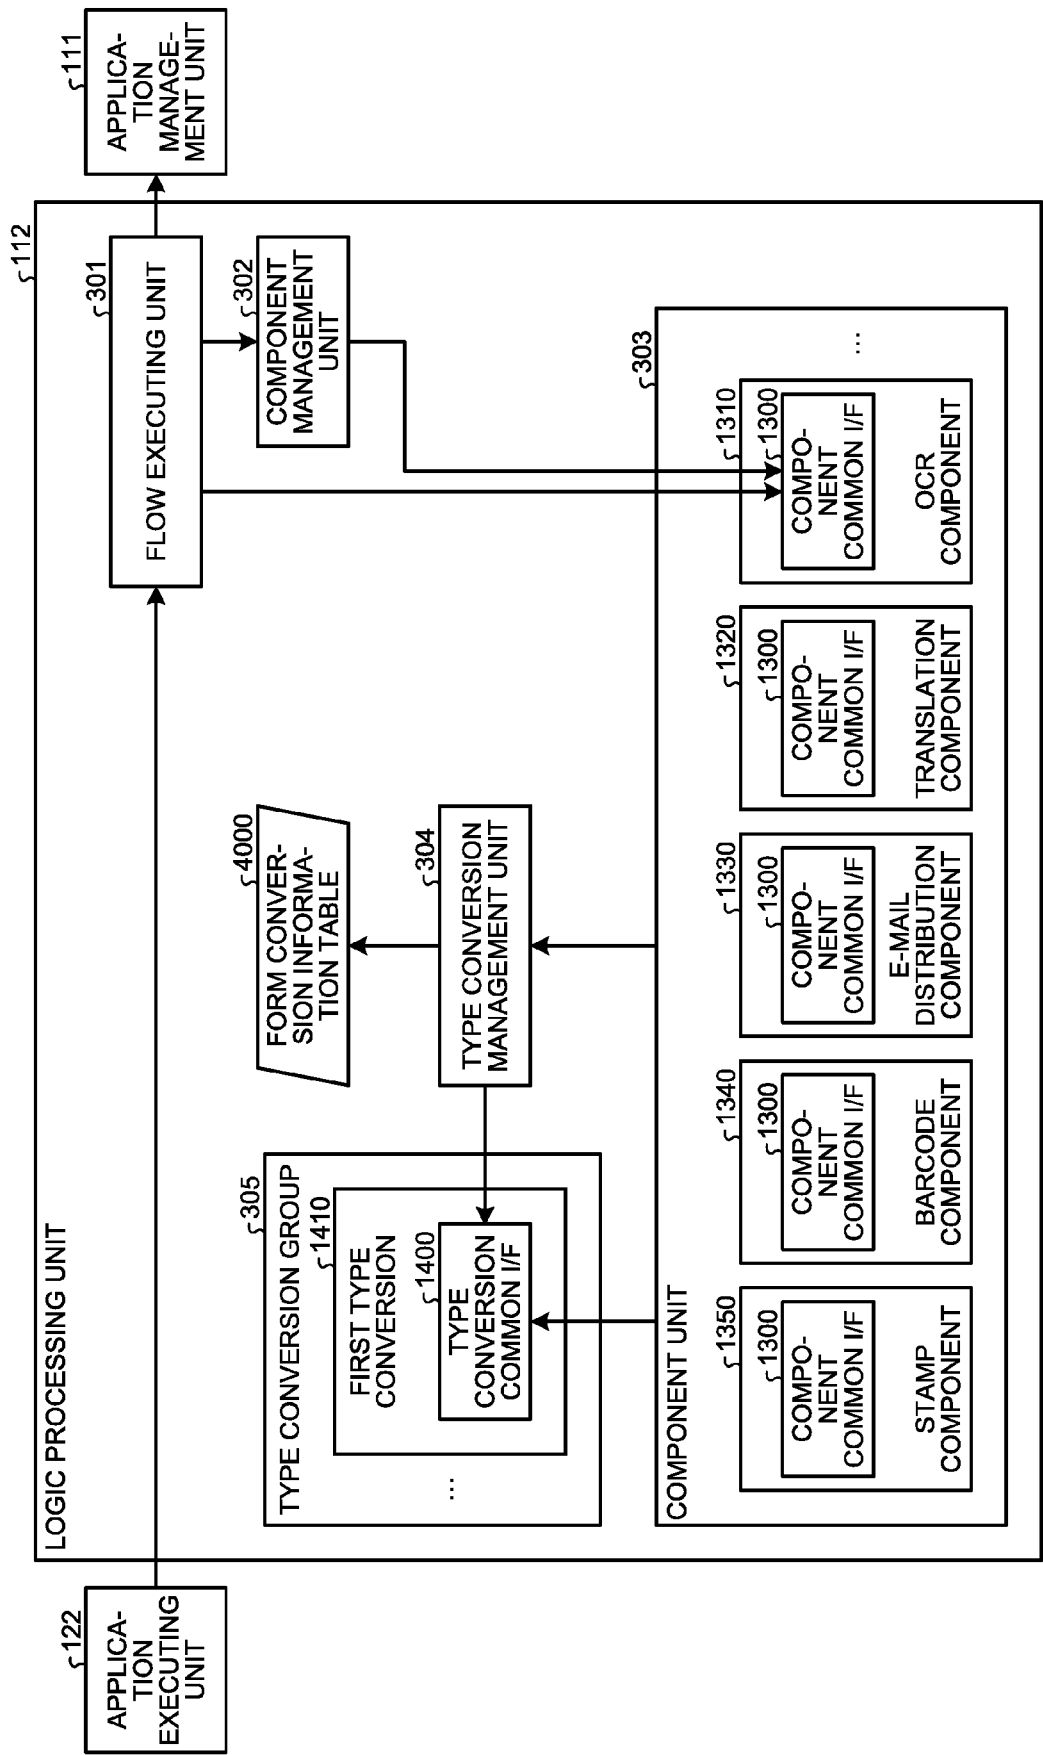 122
APPLICA-
TION
EXECUTING
UNIT
LOGIC PROCESSING UNIT
112
301
FLOW EXECUTING UNIT
111
APPLICA-
TION
MANAGE-
MENT UNIT
302
COMPONENT
MANAGEMENT
UNIT
4000
FORM CONVER-
SION INFORMA-
TION TABLE
304
TYPE CONVERSION
MANAGEMENT UNIT
305
TYPE CONVERSION GROUP
1410
FIRST TYPE
CONVERSION
1400
TYPE
CONVERSION
COMMON I/F
...
303
COMPONENT UNIT
1350
1300
COMPO-
NENT
COMMON I/F
STAMP
COMPONENT
1340
1300
COMPO-
NENT
COMMON I/F
BARCODE
COMPONENT
1330
1300
COMPO-
NENT
COMMON I/F
E-MAIL
DISTRIBUTION
COMPONENT
1320
1300
COMPO-
NENT
COMMON I/F
TRANSLATION
COMPONENT
1310
1300
COMPO-
NENT
COMMON I/F
OCR
COMPONENT
...